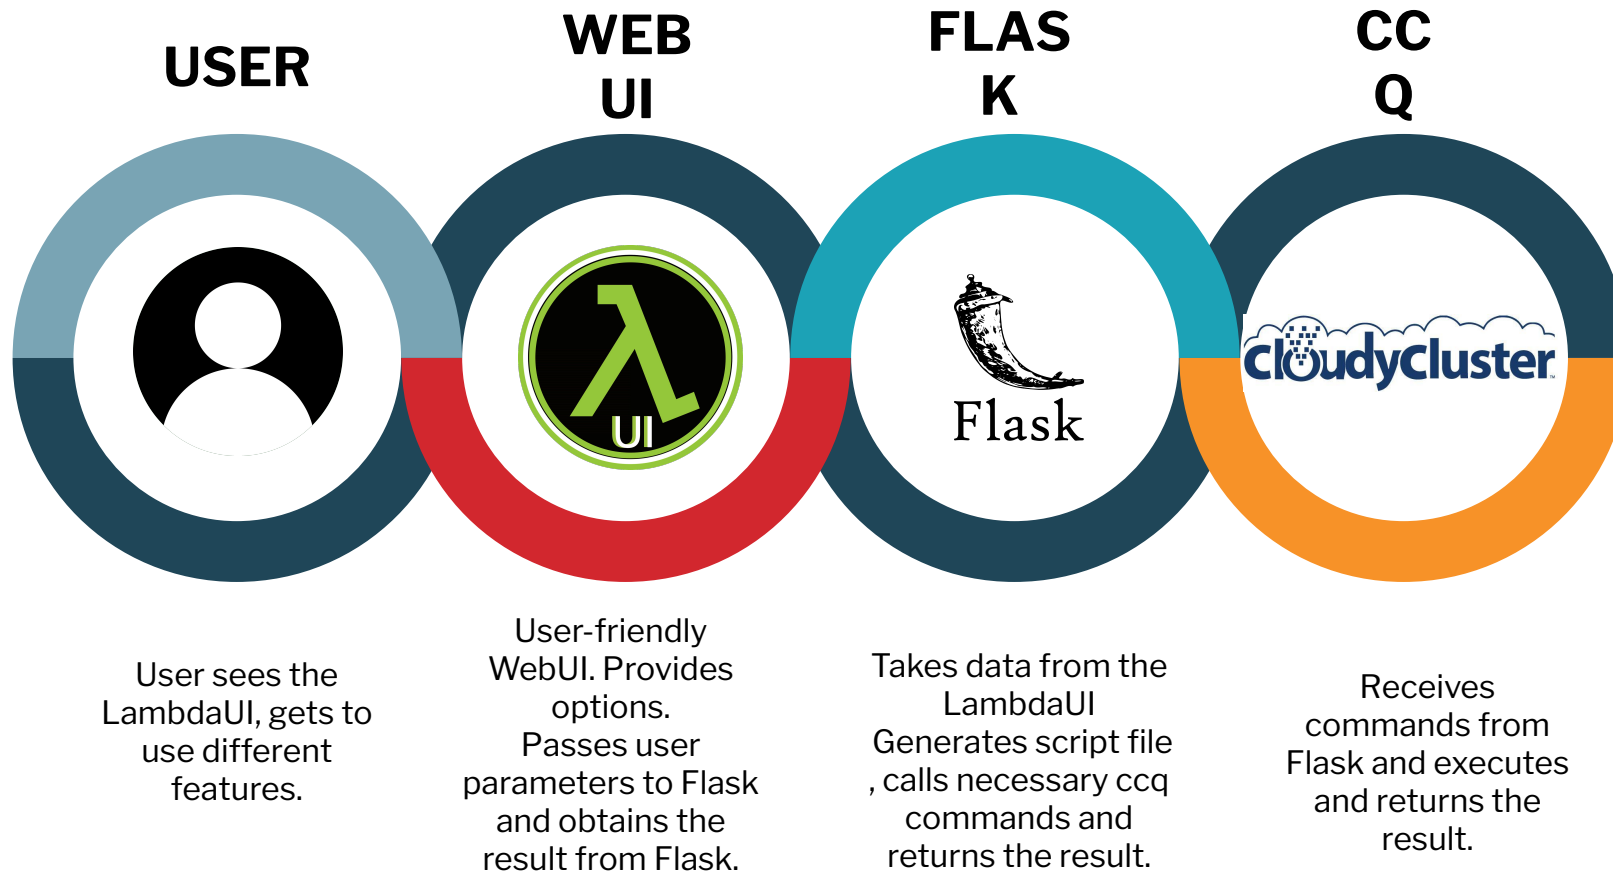 USER
WEB
UI
FLAS
K
CC
Q
UI
Flask
CloudyCluster™
User sees the
LambdaUI, gets to
use different
features.
User-friendly
WebUI. Provides
options.
Passes user
parameters to Flask
and obtains the
result from Flask.
Takes data from the
LambdaUI
Generates script file
, calls necessary ccq
commands and
returns the result.
Receives
commands from
Flask and executes
and returns the
result.